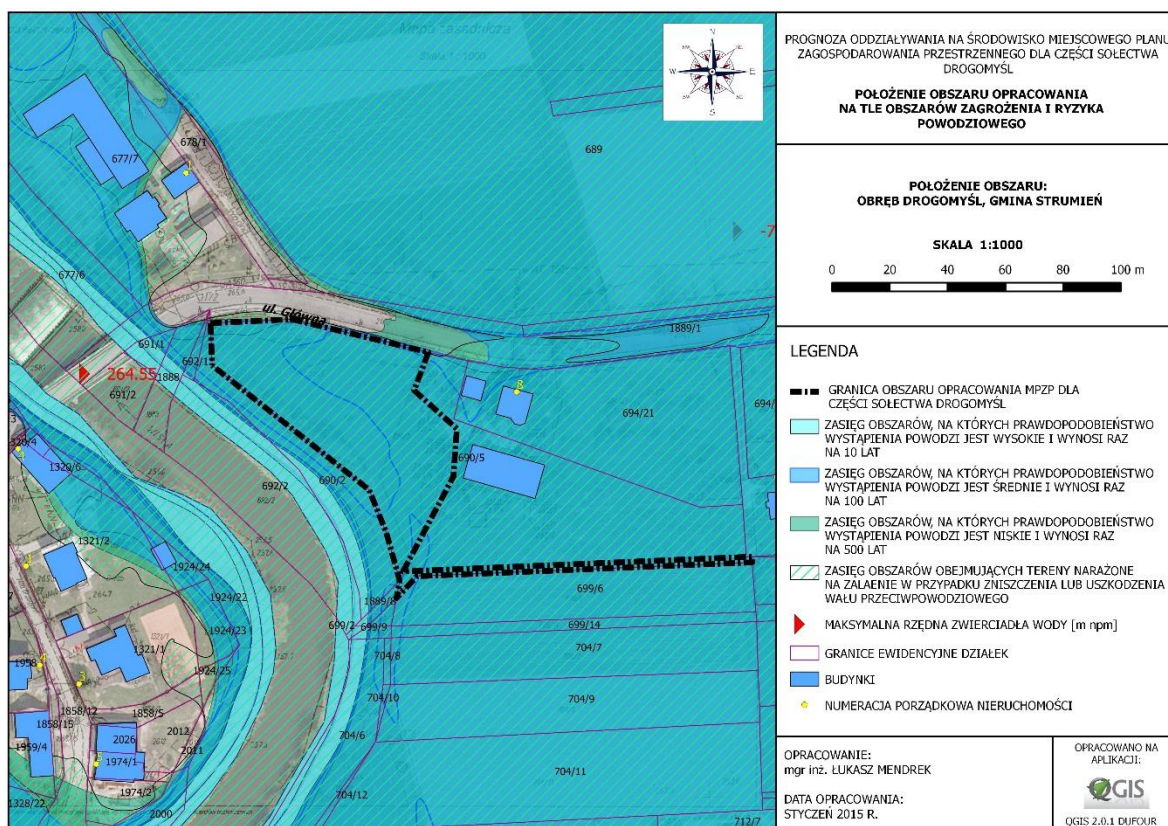 PROGNOZA ODDZIAŁYWANIA NA ŚRODOWISKO MIEJSCOWEGO PLANU
ZAGOSPODAROWANIA PRZESTRZENNEGO DLA CZĘŚCI SOŁECTWA
DROGOMYŚL
POŁOŻENIE OBSZARU OPRACOWANIA
NA TLE OBSZARÓW ZAGROŻENIA I RYZYKA
POWODZIOWEGO
POŁOŻENIE OBSZARU:
OBRĘB DROGOMYŚL, GMINA STRUMIEŃ
SKALA 1:1000
0 20 40 60 80 100 m
LEGENDA
GRANICA OBSZARU OPRACOWANIA MPZP DLA
CZĘŚCI SOŁECTWA DROGOMYŚL
ZASIĘG OBSZARÓW, NA KTÓRYCH PRAWDOPODOBIEŃSTWO
WYSTĄPIENIA POWODZI JEST WYSOKIE I WYNOSI RAZ
NA 10 LAT
ZASIĘG OBSZARÓW, NA KTÓRYCH PRAWDOPODOBIEŃSTWO
WYSTĄPIENIA POWODZI JEST ŚREDNIE I WYNOSI RAZ
NA 100 LAT
ZASIĘG OBSZARÓW, NA KTÓRYCH PRAWDOPODOBIEŃSTWO
WYSTĄPIENIA POWODZI JEST NISKIE I WYNOSI RAZ
NA 500 LAT
ZASIĘG OBSZARÓW OBEJMUJĄCYCH TERENY NARAŻONE
NA ZALAENIE W PRZYPADKU ZNISZCZENIA LUB USZKODZENIA
WAŁU PRZECIWPOWODZIOWEGO
MAKSYMALNA RZĘDNA ZWIERCIADŁA WODY [m npm]
GRANICE EWIDENCYJNE DZIAŁEK
BUDYNKI
NUMERACJA PORZĄDKOWA NIERUCHOMOŚCI
OPRACOWANIE:
mgr inż. ŁUKASZ MENDREK
DATA OPRACOWANIA:
STYCZEŃ 2015 R.
OPRACOWANO NA
APLIKACJI:
QGIS
QGIS 2.0.1 DUFOUR
Mapa zasadnicza
N
W
E
S
678/1
677/7
689
677/6
ul. Główna
1889/1
691/1
692/1
1888
264.55
691/2
694/21
694/
690/5
690/2
692/2
1320/6
1321/2
1924/24
1924/22
1924/23
1924/25
1321/1
1889/8
699/6
699/2
699/9
699/14
704/8
704/7
704/10
704/9
704/6
704/11
704/12
712/7
1958
1858/12
1858/15
1858/5
2012
2011
2026
1959/4
1974/1
1974/2
1328/22
2000